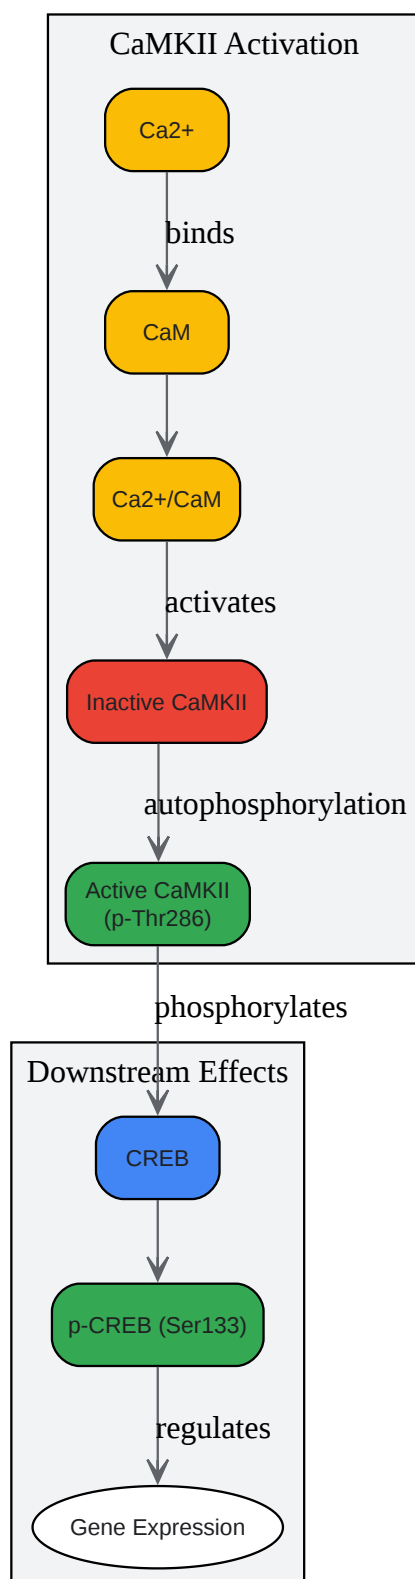 CaMKII Activation
Ca2+
binds
CaM
Ca2+/CaM
activates
Inactive CaMKII
autophosphorylation
Active CaMKII
(p-Thr286)
phosphorylates
Downstream Effects
CREB
p-CREB (Ser133)
regulates
Gene Expression